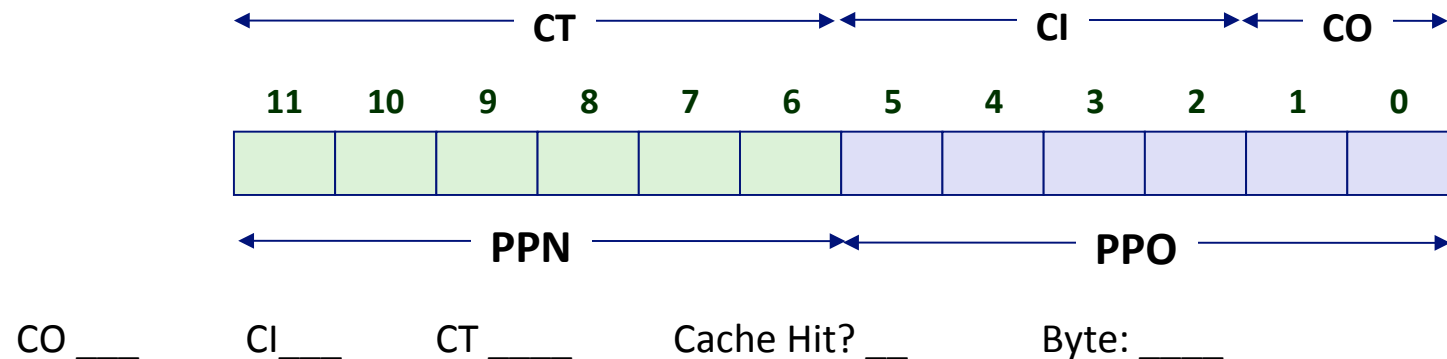 CT CI CO
11 10 9 8 7 6 5 4 3 2 1 0
PPN PPO
CO ___ CI___ CT ____ Cache Hit? __ Byte: ____